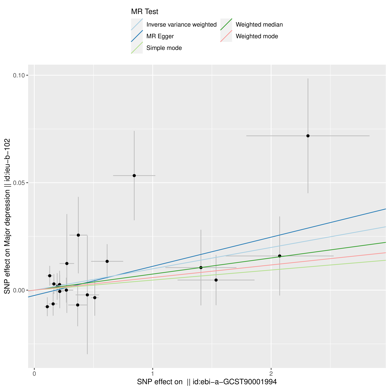 MR Test
Inverse variance weighted
MR Egger
Simple mode
Weighted median
Weighted mode
SNP effect on Major depression || id:ieu-b-102
0.10
0.05
0.00
0
1
2
SNP effect on || id:ebi-a-GCST90001994